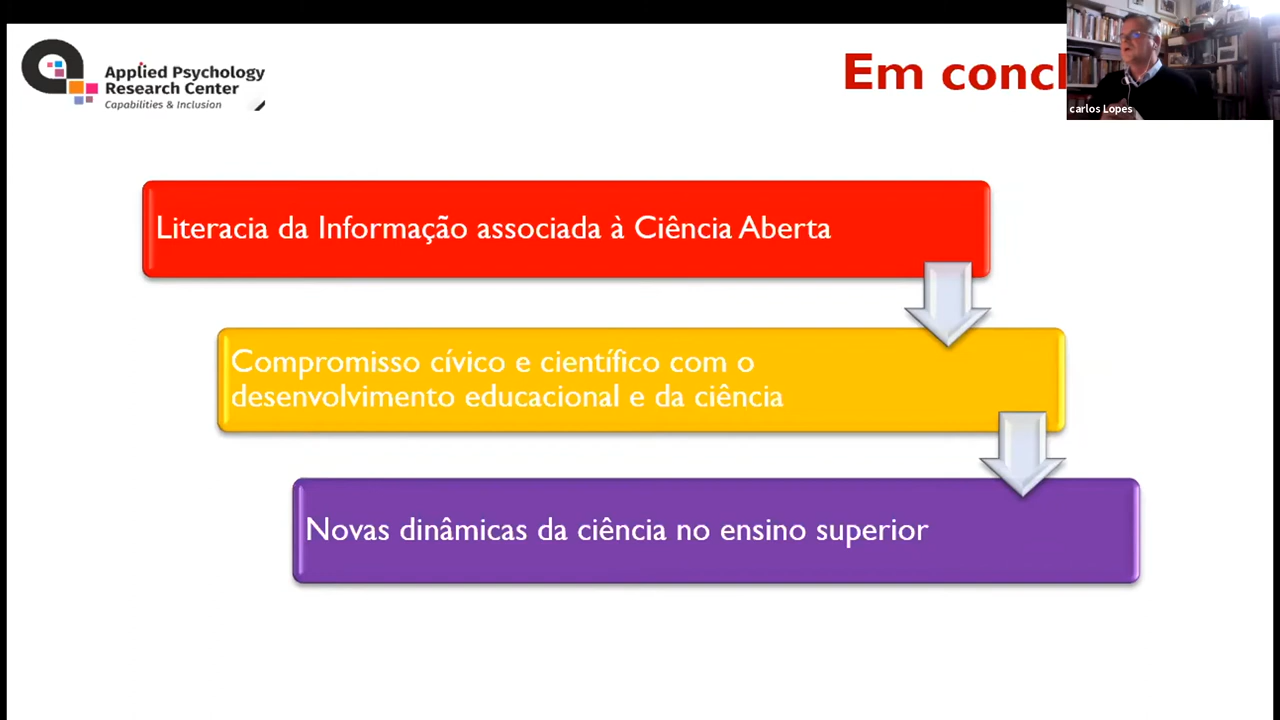 Applied Psychology
Research Center
Capabilities & Inclusion
Em
carlos Lopes
Literacia da Informação associada à Ciência Aberta
Compromisso cívico e científico com o
desenvolvimento educacional e da ciência
Novas dinâmicas da ciência no ensino superior